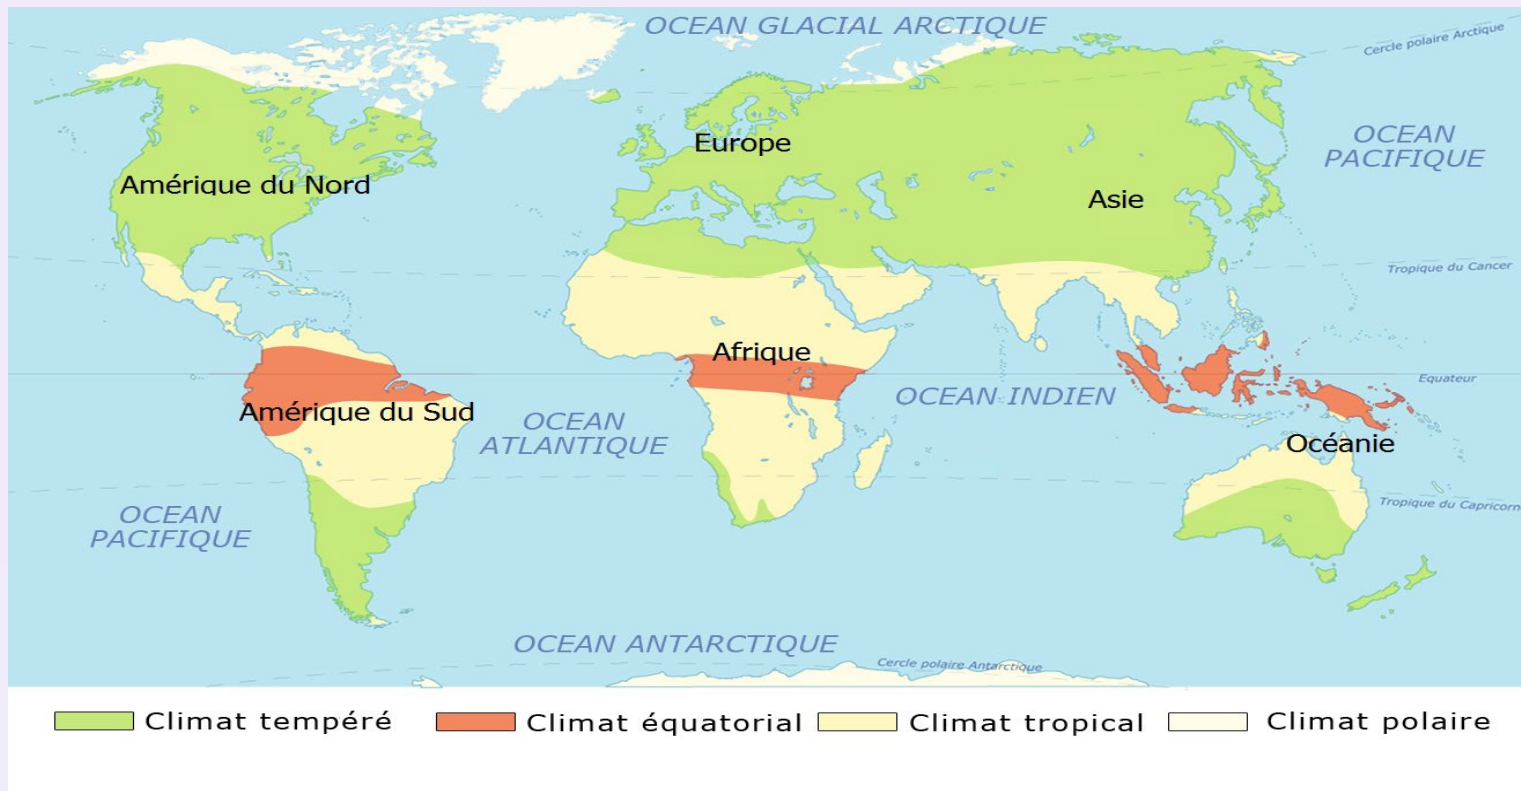 OCEAN GLACIAL ARCTIQUE
Cercle polaire Arctique
Europe
OCEAN
PACIFIQUE
Amérique du Nord
Asie
Tropique du Cancer
Afrique
Equateur
OCEAN INDIEN
Amérique du Sud
OCEAN
ATLANTIQUE
Océanie
Tropique du Capricorn
OCEAN
PACIFIQUE
OCEAN ANTARCTIQUE
Cercle polaire Antarctique
Climat tempéré
Climat équatorial
Climat tropical
Climat polaire